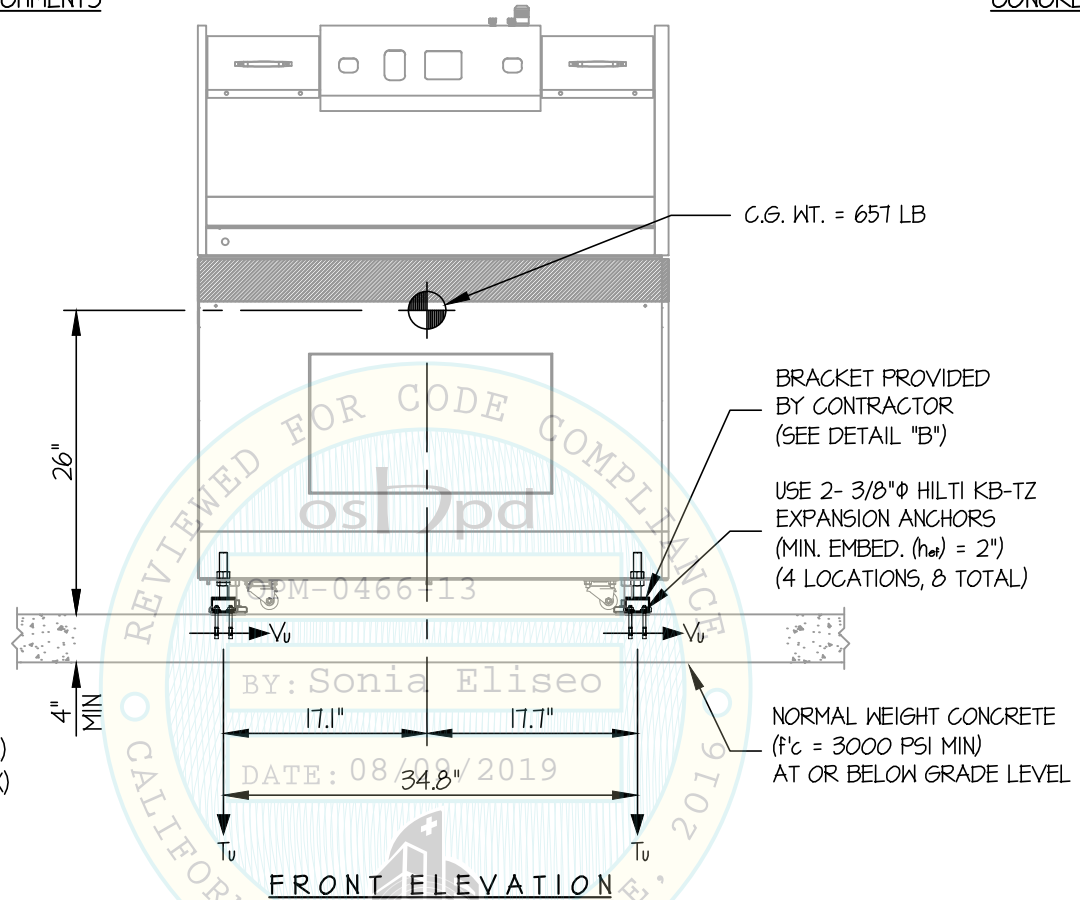 C.G. WT. = 657 LB
26"
BRACKET PROVIDED
BY CONTRACTOR
(SEE DETAIL "B")
USE 2- 3/8"Φ HILTI KB-TZ
EXPANSION ANCHORS
(MIN. EMBED. (hef) = 2")
(4 LOCATIONS, 8 TOTAL)
REVIEWED FOR CODE COMPLIANCE
oshpd
OPM-0466-13
Vu
Vu
BY: Sonia Eliseo
4"
MIN
17.1"
17.7"
NORMAL WEIGHT CONCRETE
(f'c = 3000 PSI MIN)
AT OR BELOW GRADE LEVEL
DATE: 08/09/2019
34.8"
Tu
Tu
2016
FRONT ELEVATION